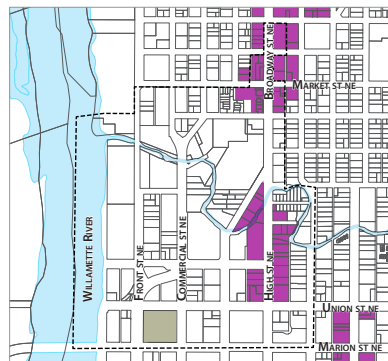 BROADWAY ST NE
MARKET ST NE
WILLAMETTE RIVER
FRONT ST NE
COMMERCIAL ST NE
HIGH ST NE
UNION ST NE
MARION ST NE